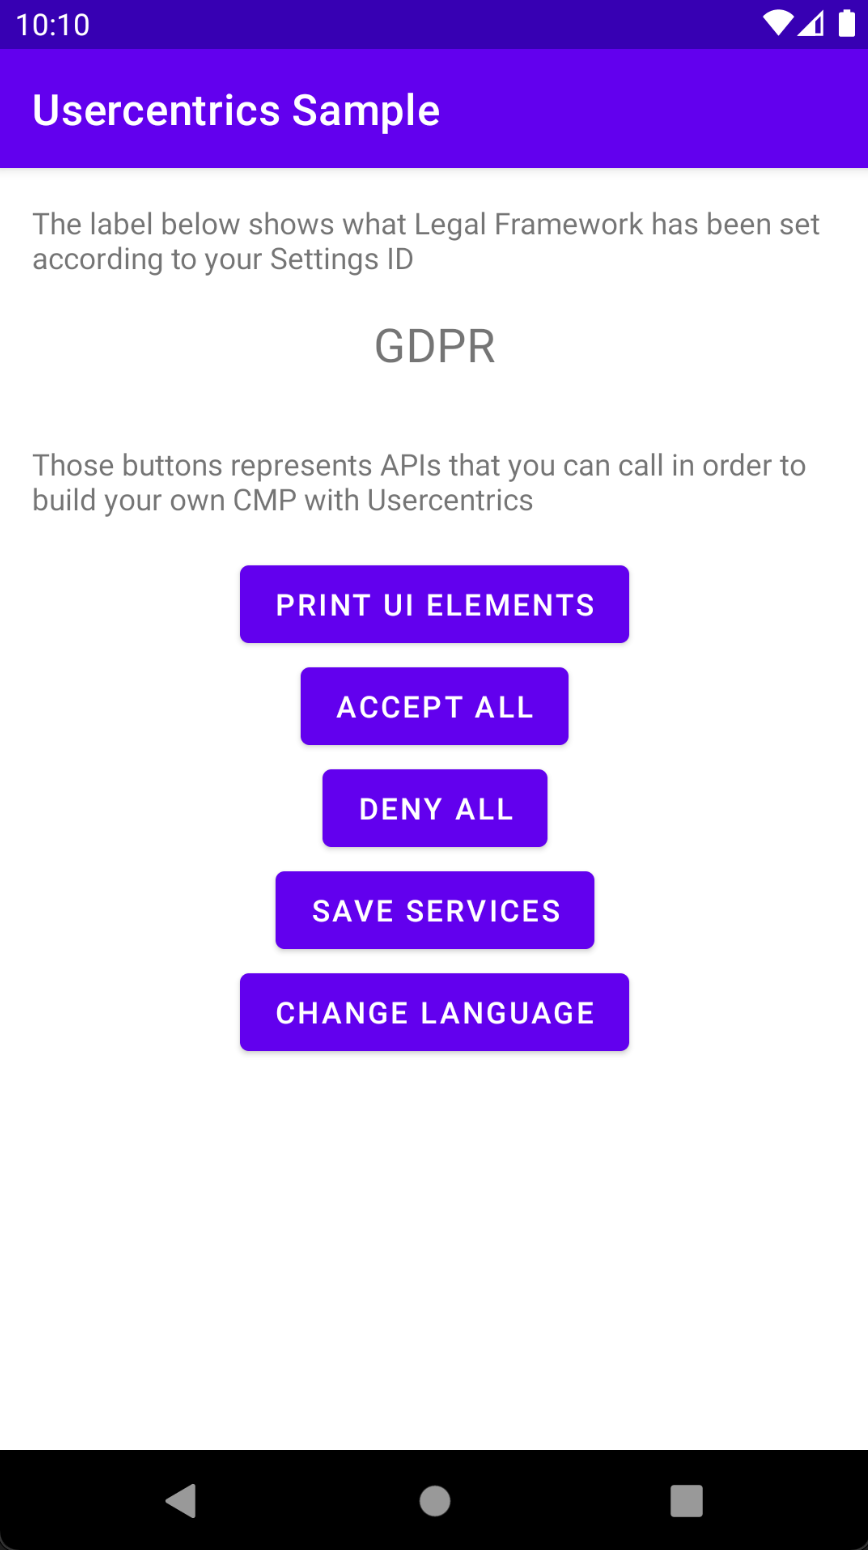 10:10
Usercentrics Sample
The label below shows what Legal Framework has been set
according to your Settings ID
GDPR
Those buttons represents APIs that you can call in order to
build your own CMP with Usercentrics
PRINT UI ELEMENTS
ACCEPT ALL
DENY ALL
SAVE SERVICES
CHANGE LANGUAGE